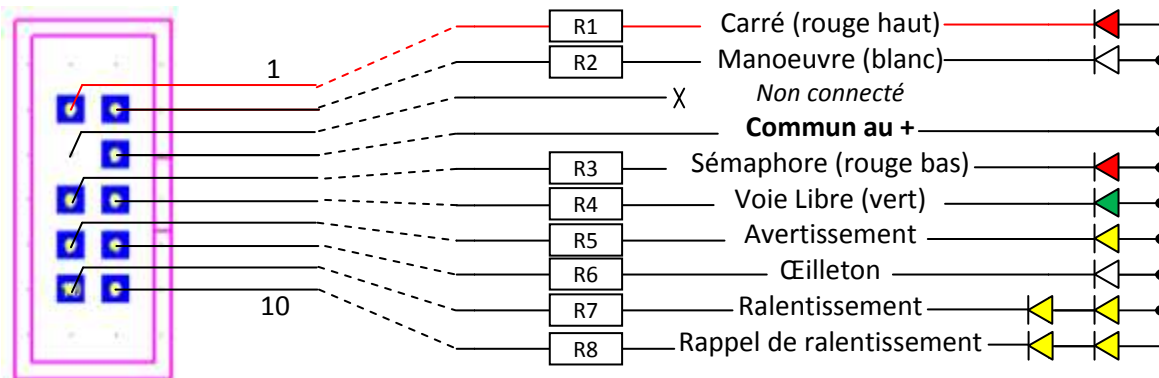 1
R1 Carré (rouge haut)
R2 Manoeuvre (blanc)
X Non connecté
Commun au +
R3 Sémaphore (rouge bas)
R4 Voie Libre (vert)
R5 Avertissement
R6 Œilleton
10
R7 Ralentissement
R8 Rappel de ralentissement